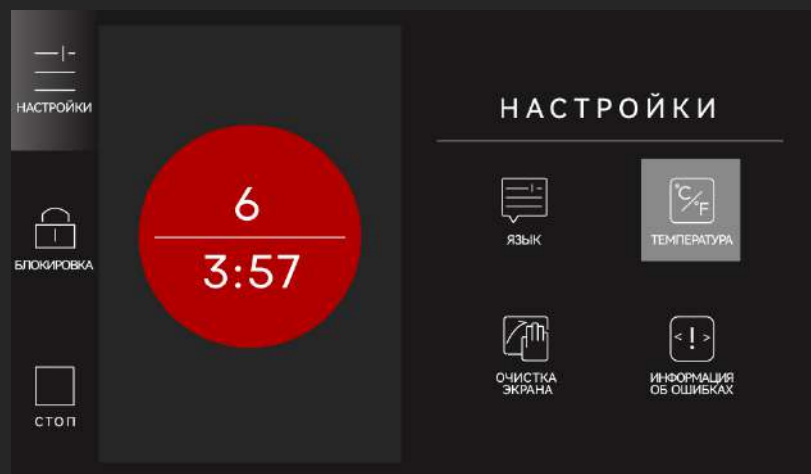 НАСТРОЙКИ
БЛОКИРОВКА
СТОП
6
3:57
НАСТРОЙКИ
ЯЗЫК
°C/°F
ТЕМПЕРАТУРА
ОЧИСТКА
ЭКРАНА
<!>
ИНФОРМАЦИЯ
ОБ ОШИБКАХ